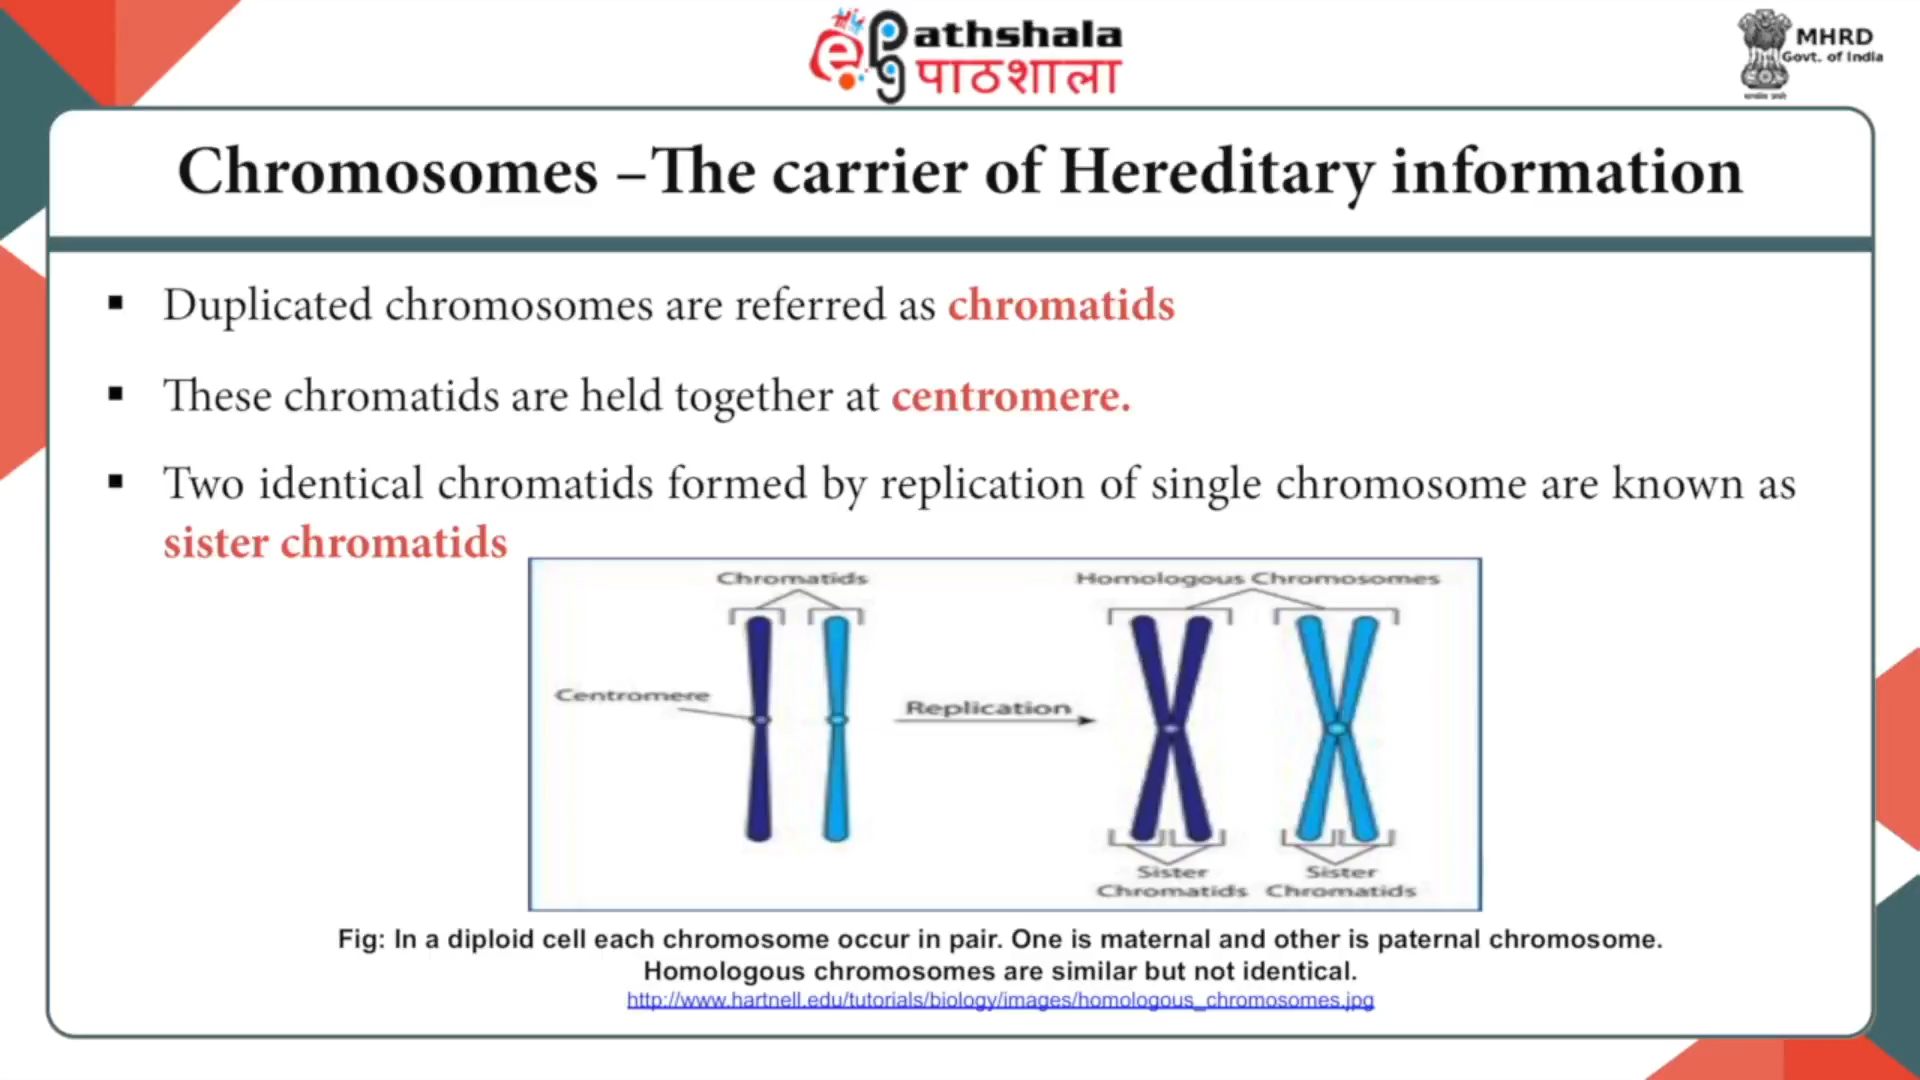 ePathshala
पाठशाला
MHRD
Govt. of India
Chromosomes –The carrier of Hereditary information
▪ Duplicated chromosomes are referred as chromatids
▪ These chromatids are held together at centromere.
▪ Two identical chromatids formed by replication of single chromosome are known as
sister chromatids
Chromatids
Homologous Chromosomes
Centromere
Replication
Sister
Chromatids
Sister
Chromatids
Fig: In a diploid cell each chromosome occur in pair. One is maternal and other is paternal chromosome.
Homologous chromosomes are similar but not identical.
http://www.hartnell.edu/tutorials/biology/images/homologous_chromosomes.jpg